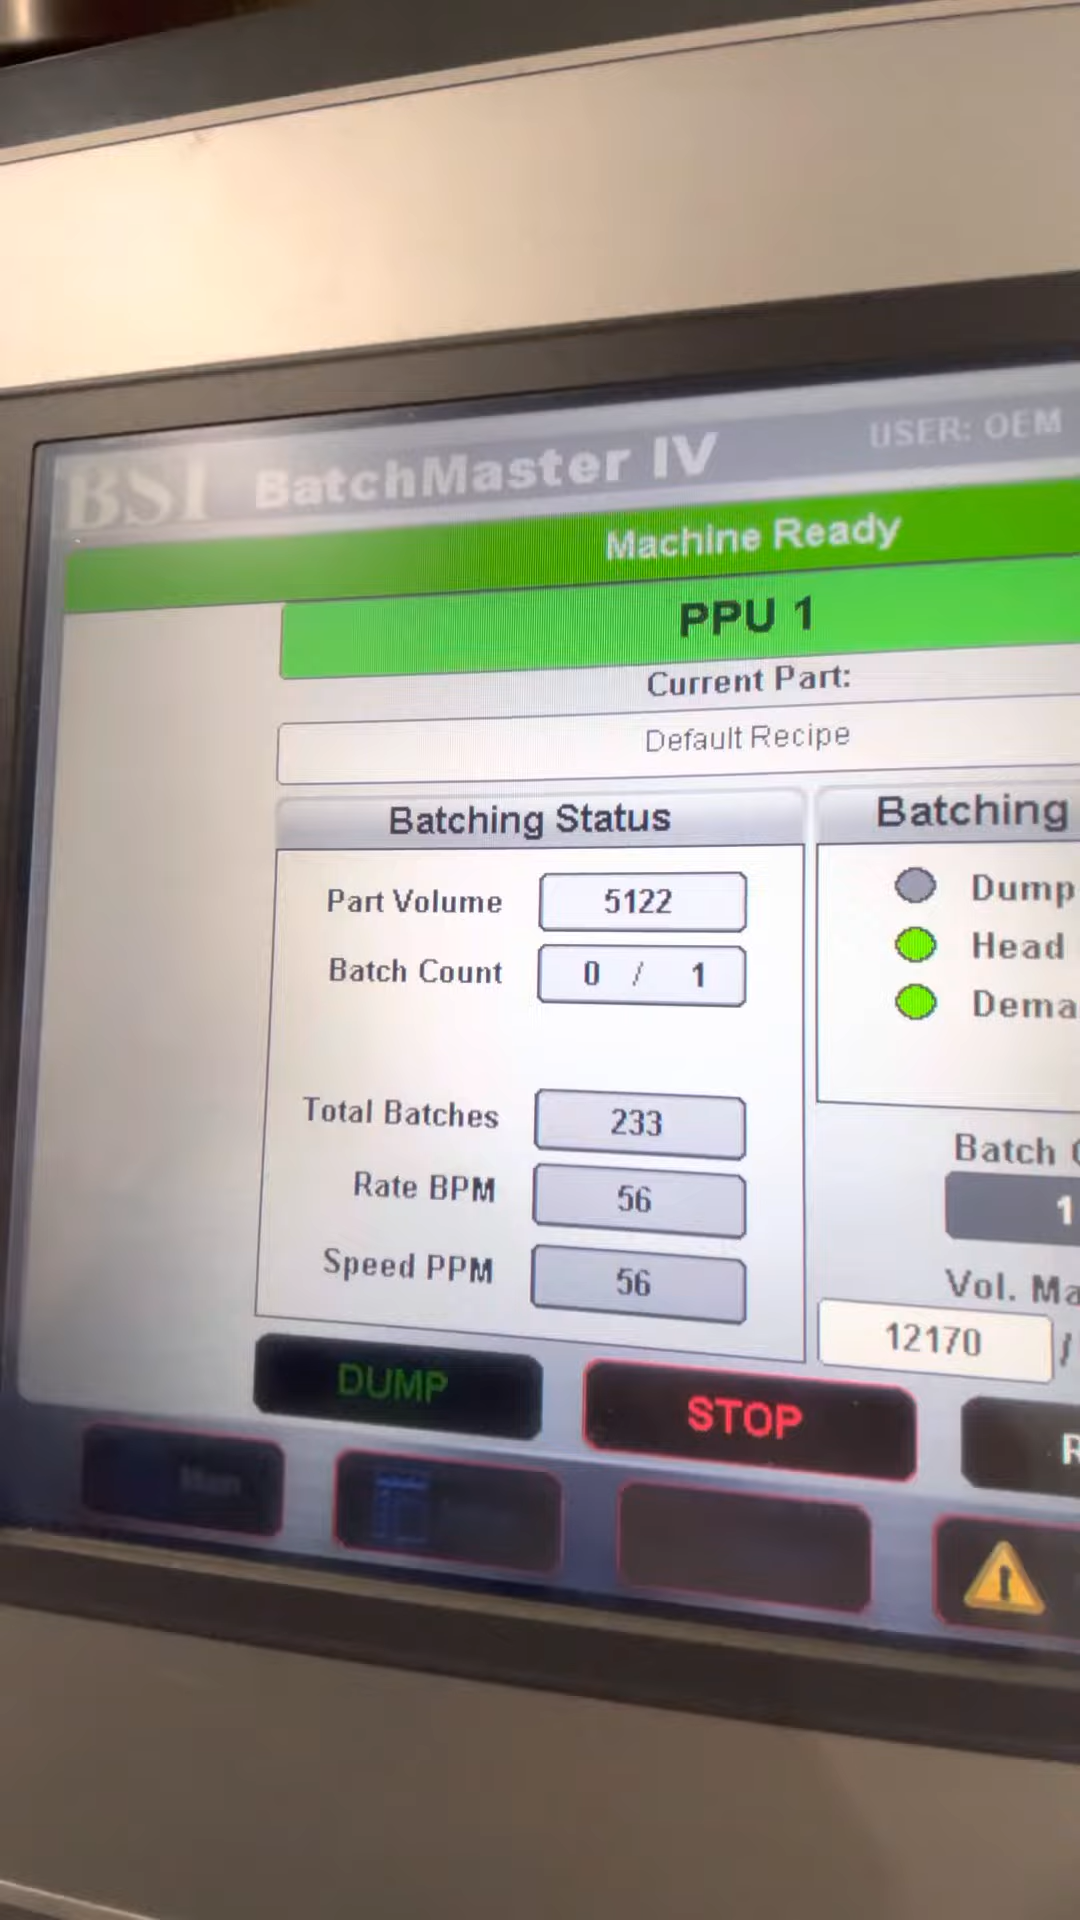 BSI BatchMaster IV USER: OEM
Machine Ready
PPU 1
Current Part:
Default Recipe
Batching Status
Part Volume 5122
Batch Count 0 / 1
Total Batches 233
Rate BPM 56
Speed PPM 56
Batching
Dump
Head
Dema
Batch
1
Vol. Ma
12170 /
DUMP STOP R
Main